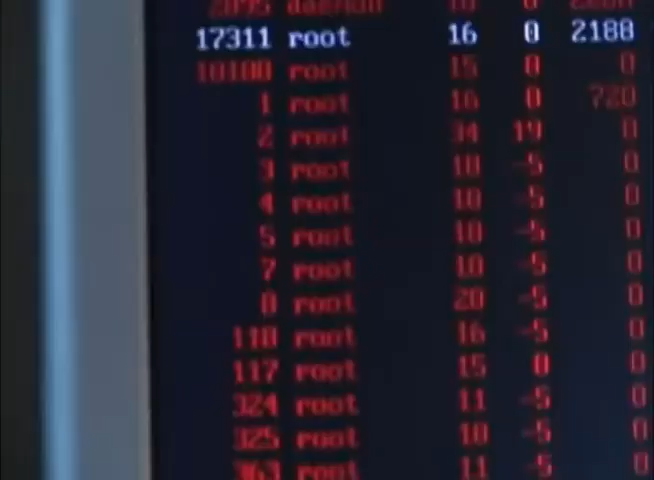 daemon
17311 root 16 0 2188
10100 root 15 0 0
1 root 16 0 720
2 root 34 19 0
3 root 10 -5 0
4 root 10 -5 0
5 root 10 -5 0
7 root 10 -5 0
8 root 20 -5 0
118 root 16 -5 0
117 root 15 0 0
324 root 11 -5 0
325 root 10 -5 0
363 root 11 -5 0